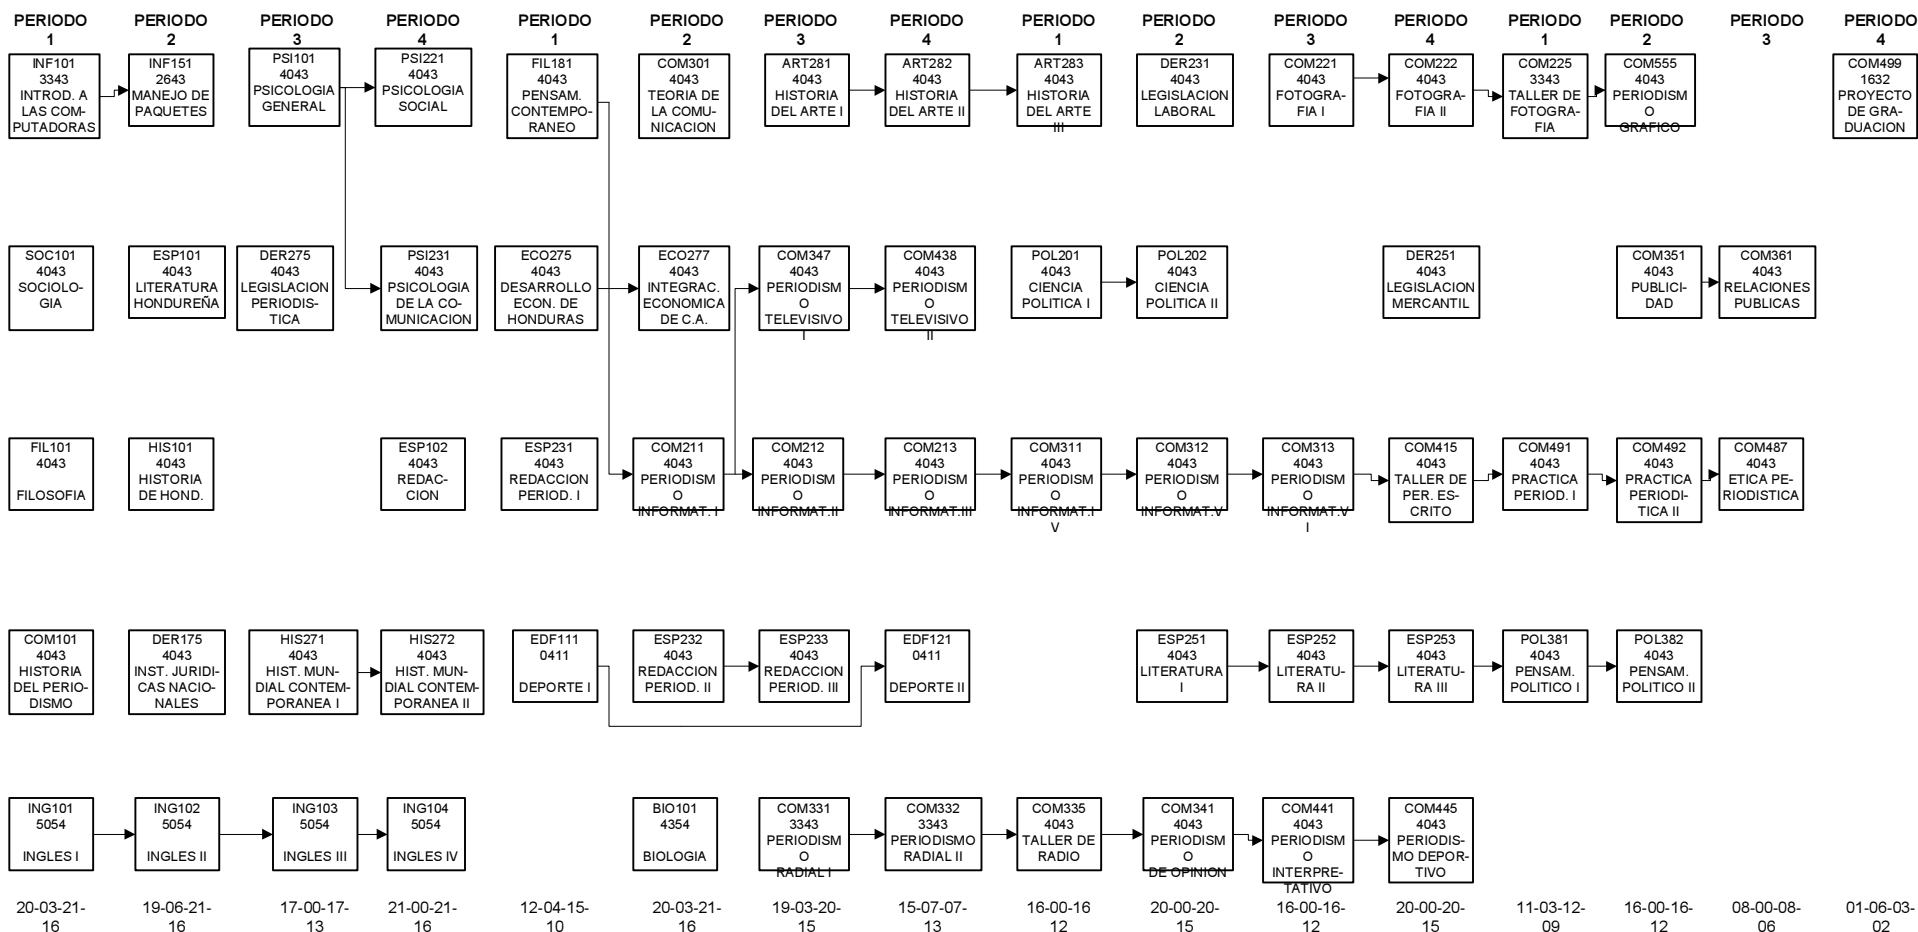 PERIODO
1
PERIODO
2
PERIODO
3
PERIODO
4
PERIODO
1
PERIODO
2
PERIODO
3
PERIODO
4
PERIODO
1
PERIODO
2
PERIODO
3
PERIODO
4
PERIODO
1
PERIODO
2
PERIODO
3
PERIODO
4
INF101
3343
INTROD. A
LAS COM-
PUTADORAS
INF151
2643
MANEJO DE
PAQUETES
PSI101
4043
PSICOLOGIA
GENERAL
PSI221
4043
PSICOLOGIA
SOCIAL
FIL181
4043
PENSAM.
CONTEMPO-
RANEO
COM301
4043
TEORIA DE
LA COMU-
NICACION
ART281
4043
HISTORIA
DEL ARTE I
ART282
4043
HISTORIA
DEL ARTE II
ART283
4043
HISTORIA
DEL ARTE
III
DER231
4043
LEGISLACION
LABORAL
COM221
4043
FOTOGRA-
FIA I
COM222
4043
FOTOGRA-
FIA II
COM225
3343
TALLER DE
FOTOGRA-
FIA
COM555
4043
PERIODISM
O
GRAFICO
COM499
1632
PROYECTO
DE GRA-
DUACION
SOC101
4043
SOCIOLO-
GIA
ESP101
4043
LITERATURA
HONDUREÑA
DER275
4043
LEGISLACION
PERIODIS-
TICA
PSI231
4043
PSICOLOGIA
DE LA CO-
MUNICACION
ECO275
4043
DESARROLLO
ECON. DE
HONDURAS
ECO277
4043
INTEGRAC.
ECONOMICA
DE C.A.
COM347
4043
PERIODISM
O
TELEVISIVO
I
COM438
4043
PERIODISM
O
TELEVISIVO
II
POL201
4043
CIENCIA
POLITICA I
POL202
4043
CIENCIA
POLITICA II
DER251
4043
LEGISLACION
MERCANTIL
COM351
4043
PUBLICI-
DAD
COM361
4043
RELACIONES
PUBLICAS
FIL101
4043
FILOSOFIA
HIS101
4043
HISTORIA
DE HOND.
ESP102
4043
REDAC-
CION
ESP231
4043
REDACCION
PERIOD. I
COM211
4043
PERIODISM
O
INFORMAT. I
COM212
4043
PERIODISM
O
INFORMAT.II
COM213
4043
PERIODISM
O
INFORMAT.III
COM311
4043
PERIODISM
O
INFORMAT.I
V
COM312
4043
PERIODISM
O
INFORMAT.V
COM313
4043
PERIODISM
O
INFORMAT.V
I
COM415
4043
TALLER DE
PER. ES-
CRITO
COM491
4043
PRACTICA
PERIOD. I
COM492
4043
PRACTICA
PERIODI-
TICA II
COM487
4043
ETICA PE-
RIODISTICA
COM101
4043
HISTORIA
DEL PERIO-
DISMO
DER175
4043
INST. JURIDI-
CAS NACIO-
NALES
HIS271
4043
HIST. MUN-
DIAL CONTEM-
PORANEA I
HIS272
4043
HIST. MUN-
DIAL CONTEM-
PORANEA II
EDF111
0411
DEPORTE I
ESP232
4043
REDACCION
PERIOD. II
ESP233
4043
REDACCION
PERIOD. III
EDF121
0411
DEPORTE II
ESP251
4043
LITERATURA
I
ESP252
4043
LITERATU-
RA II
ESP253
4043
LITERATU-
RA III
POL381
4043
PENSAM.
POLITICO I
POL382
4043
PENSAM.
POLITICO II
ING101
5054
INGLES I
ING102
5054
INGLES II
ING103
5054
INGLES III
ING104
5054
INGLES IV
BIO101
4354
BIOLOGIA
COM331
3343
PERIODISM
O
RADIAL I
COM332
3343
PERIODISMO
RADIAL II
COM335
4043
TALLER DE
RADIO
COM341
4043
PERIODISM
O
DE OPINION
COM441
4043
PERIODISM
O
INTERPRE-
TATIVO
COM445
4043
PERIODIS-
MO DEPOR-
TIVO
20-03-21-
16
19-06-21-
16
17-00-17-
13
21-00-21-
16
12-04-15-
10
20-03-21-
16
19-03-20-
15
15-07-07-
13
16-00-16
12
20-00-20-
15
16-00-16-
12
20-00-20-
15
11-03-12-
09
16-00-16-
12
08-00-08-
06
01-06-03-
02